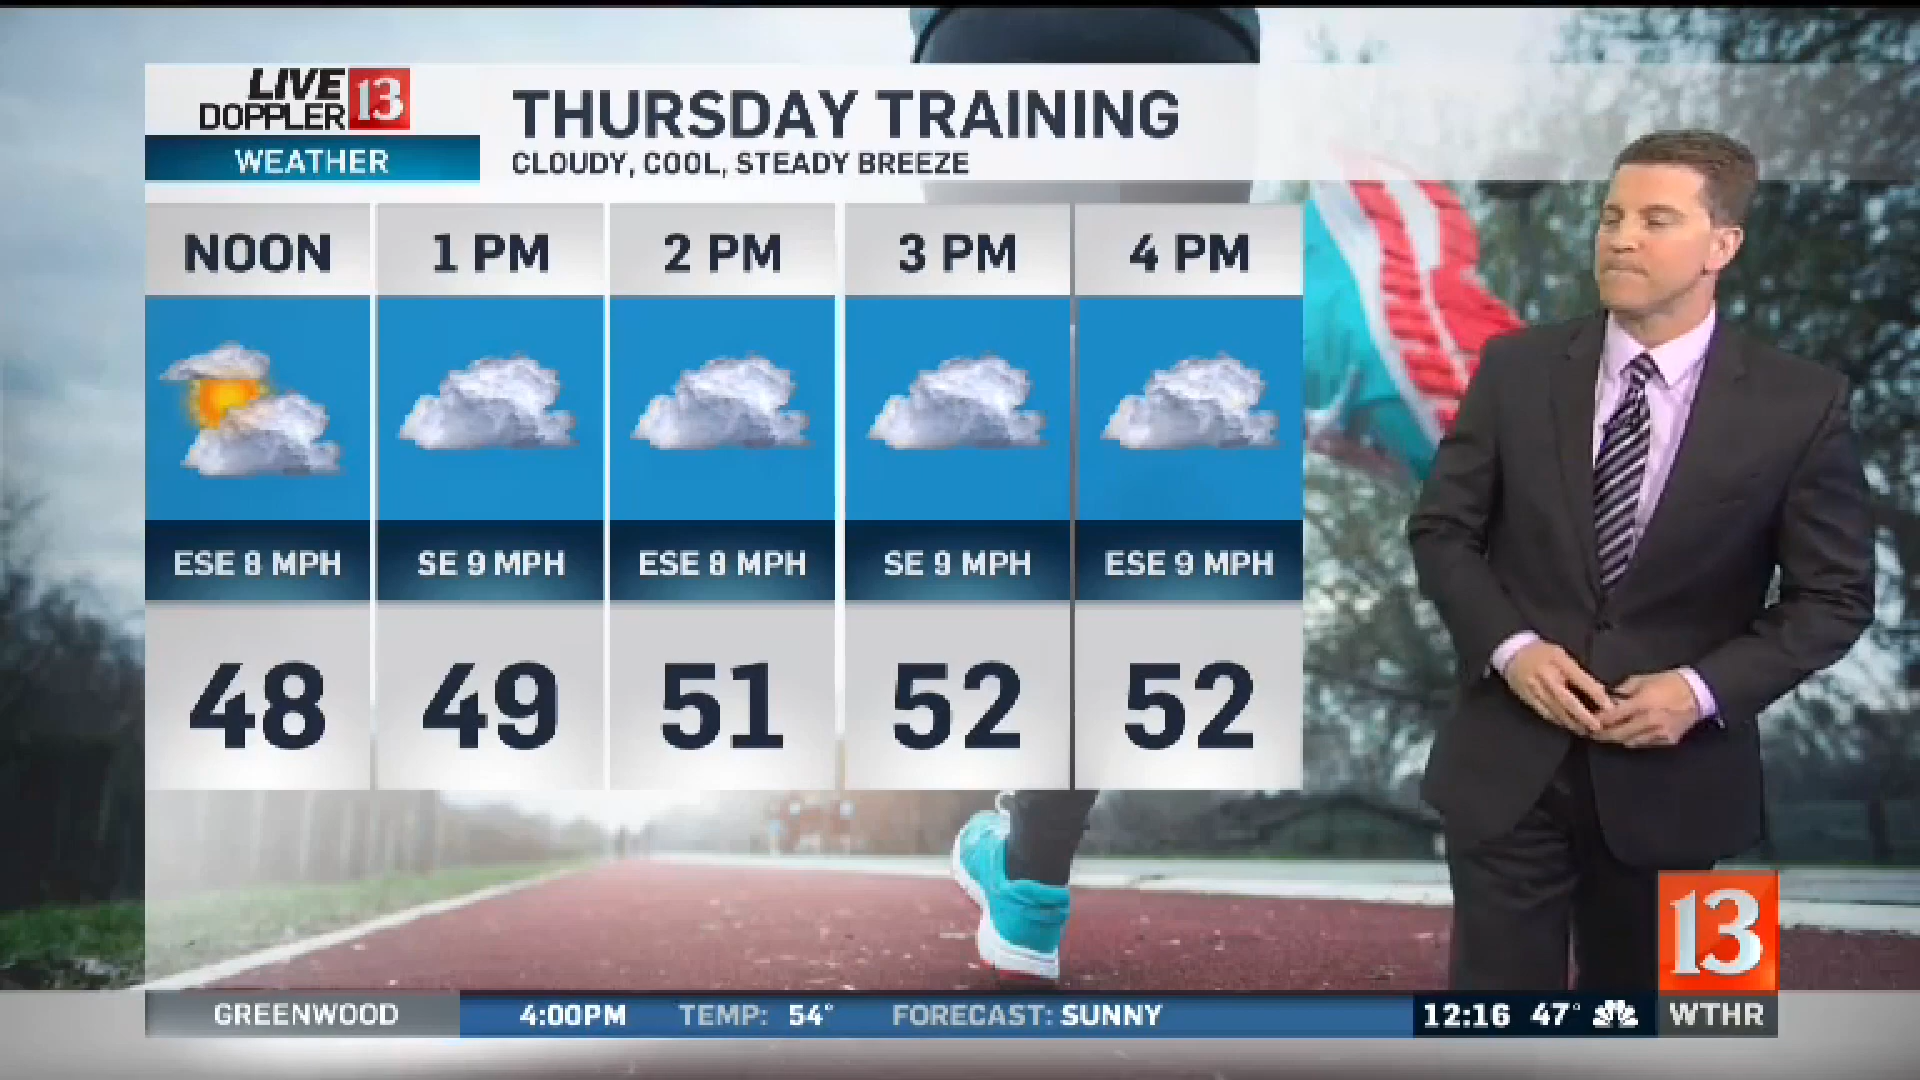 LIVE
DOPPLER 13
WEATHER
THURSDAY TRAINING
CLOUDY, COOL, STEADY BREEZE
NOON 1 PM 2 PM 3 PM 4 PM
ESE 8 MPH SE 9 MPH ESE 8 MPH SE 9 MPH ESE 9 MPH
48 49 51 52 52
13
GREENWOOD 4:00PM TEMP: 54° FORECAST: SUNNY 12:16 47° WTHR